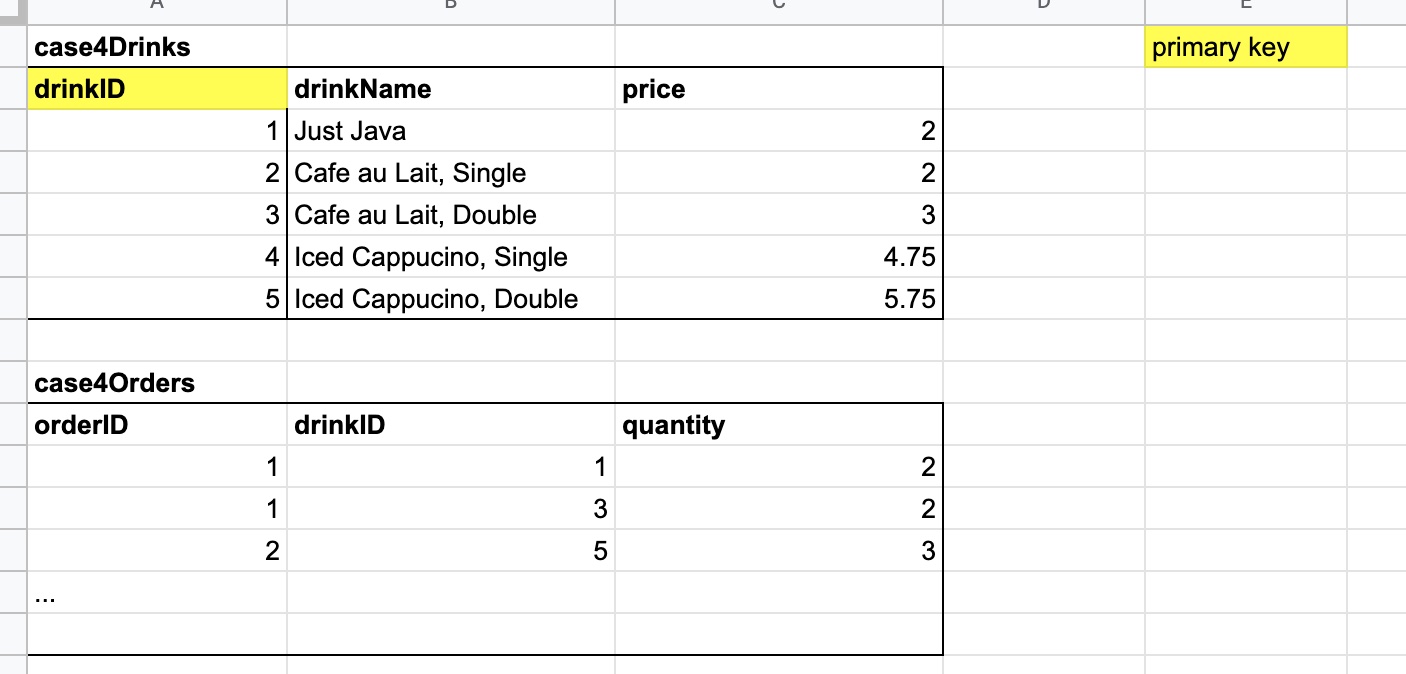 A B C D E
case4Drinks primary key
drinkID drinkName price
1 Just Java 2
2 Cafe au Lait, Single 2
3 Cafe au Lait, Double 3
4 Iced Cappucino, Single 4.75
5 Iced Cappucino, Double 5.75
case4Orders
orderID drinkID quantity
1 1 2
1 3 2
2 5 3
...